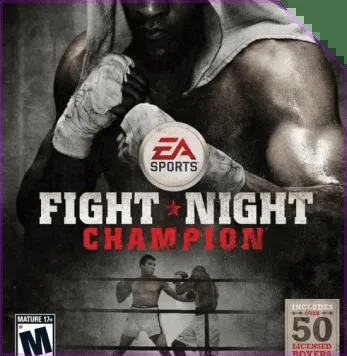 EA
SPORTS
FIGHT NIGHT
CHAMPION
MATURE 17+
M
INCLUDES
OVER
50
LICENSED
BOXERS